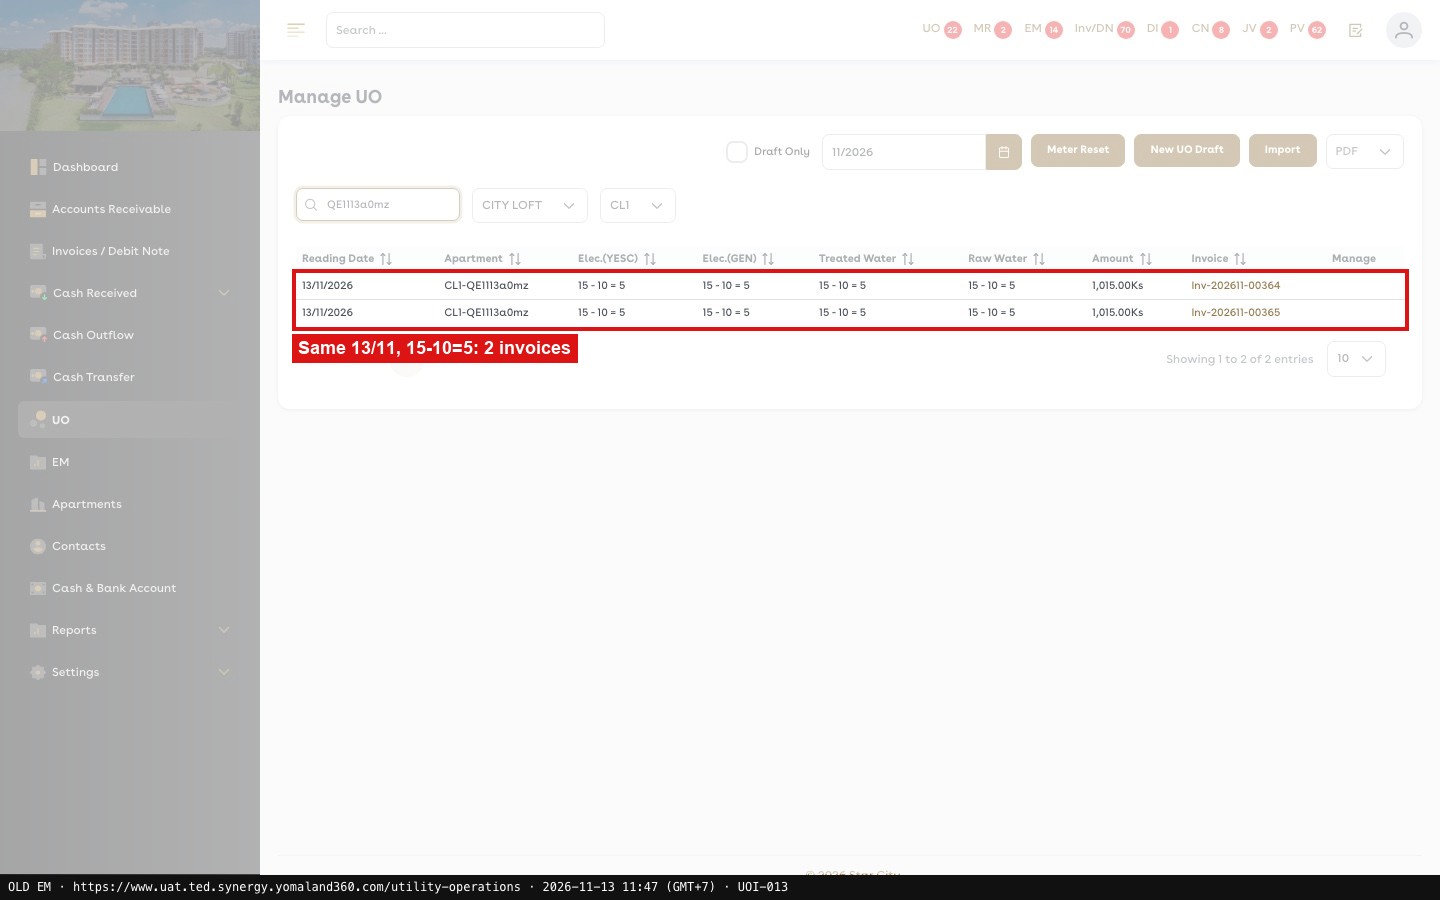 Search ...
UO 22 MR 2 EM 14 Inv/DN 70 DI 1 CN 8 JV 2 PV 62
Manage UO
Draft Only
11/2026
Meter Reset
New UO Draft
Import
PDF
QE1113a0mz
CITY LOFT
CL1
Reading Date Apartment Elec.(YESC) Elec.(GEN) Treated Water Raw Water Amount Invoice Manage
13/11/2026 CL1-QE1113a0mz 15 - 10 = 5 15 - 10 = 5 15 - 10 = 5 15 - 10 = 5 1,015.00Ks Inv-202611-00364
13/11/2026 CL1-QE1113a0mz 15 - 10 = 5 15 - 10 = 5 15 - 10 = 5 15 - 10 = 5 1,015.00Ks Inv-202611-00365
Same 13/11, 15-10=5: 2 invoices
Showing 1 to 2 of 2 entries
10
Dashboard
Accounts Receivable
Invoices / Debit Note
Cash Received
Cash Outflow
Cash Transfer
UO
EM
Apartments
Contacts
Cash & Bank Account
Reports
Settings
© 2026 Star City
OLD EM · https://www.uat.ted.synergy.yomaland360.com/utility-operations · 2026-11-13 11:47 (GMT+7) · UOI-013